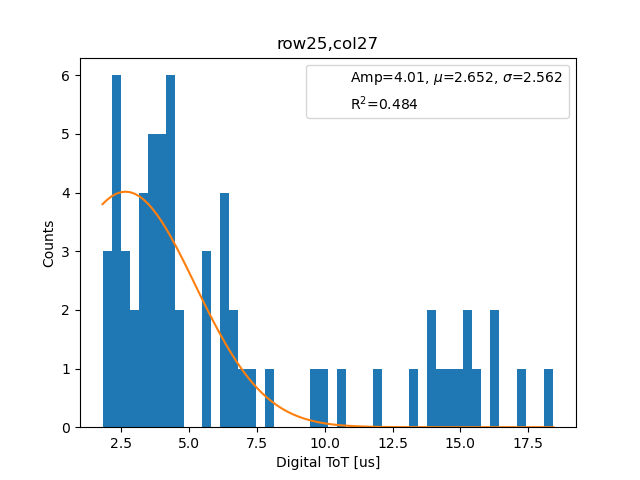 row25,col27
Amp=4.01, μ=2.652, σ=2.562
R²=0.484
Counts
6
5
4
3
2
1
0
2.5 5.0 7.5 10.0 12.5 15.0 17.5
Digital ToT [us]